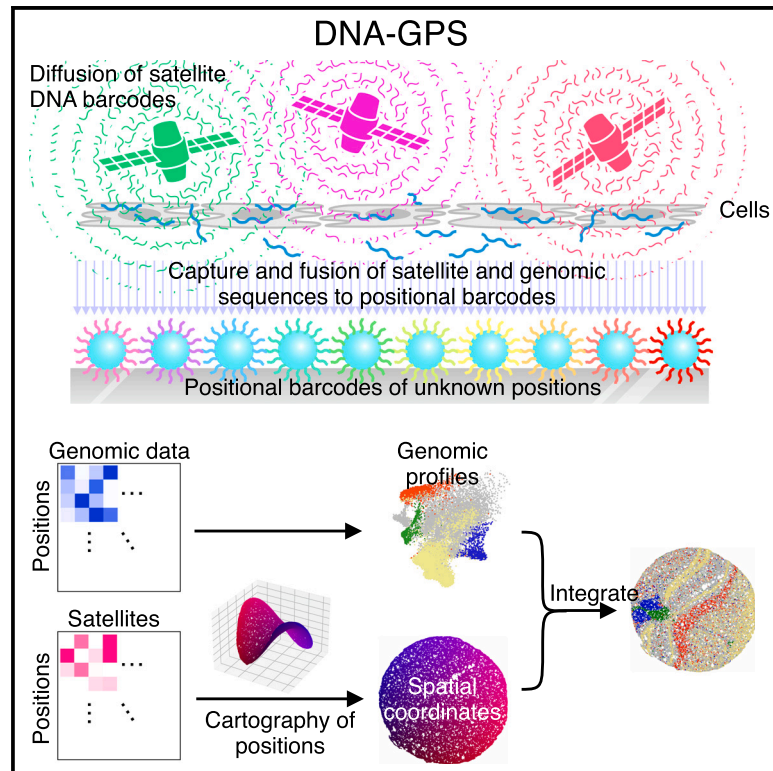 DNA-GPS
Diffusion of satellite
DNA barcodes
Cells
Capture and fusion of satellite and genomic
sequences to positional barcodes
Positional barcodes of unknown positions
Genomic data
Positions
Genomic
profiles
Integrate
Satellites
Positions
Cartography of
positions
Spatial
coordinates